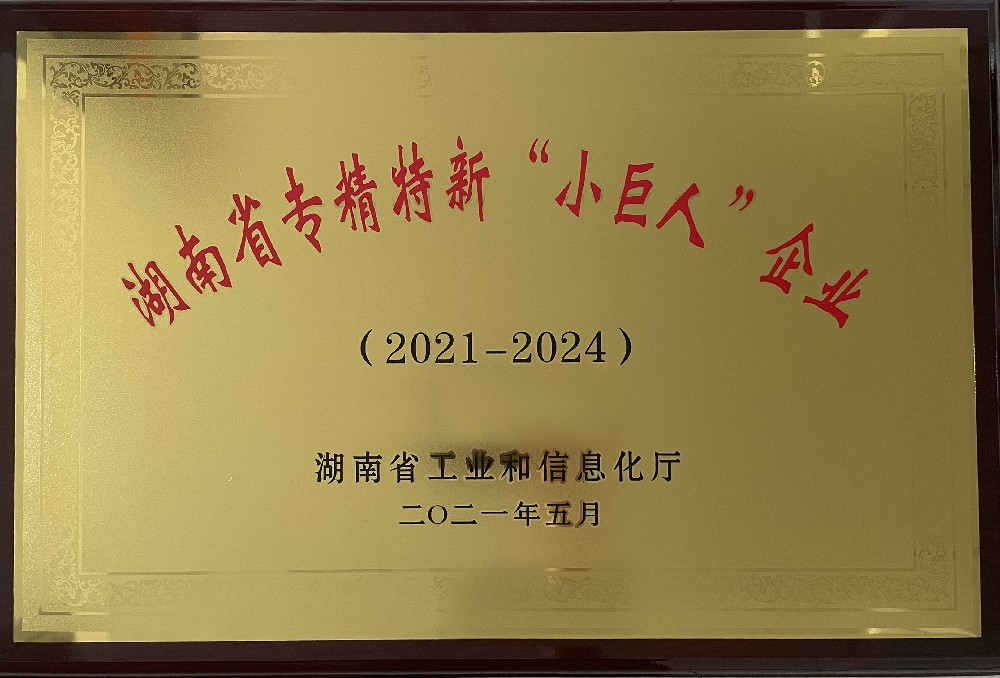 湖南省专精特新“小巨人”企业
（2021-2024）
湖南省工业和信息化厅
二〇二一年五月